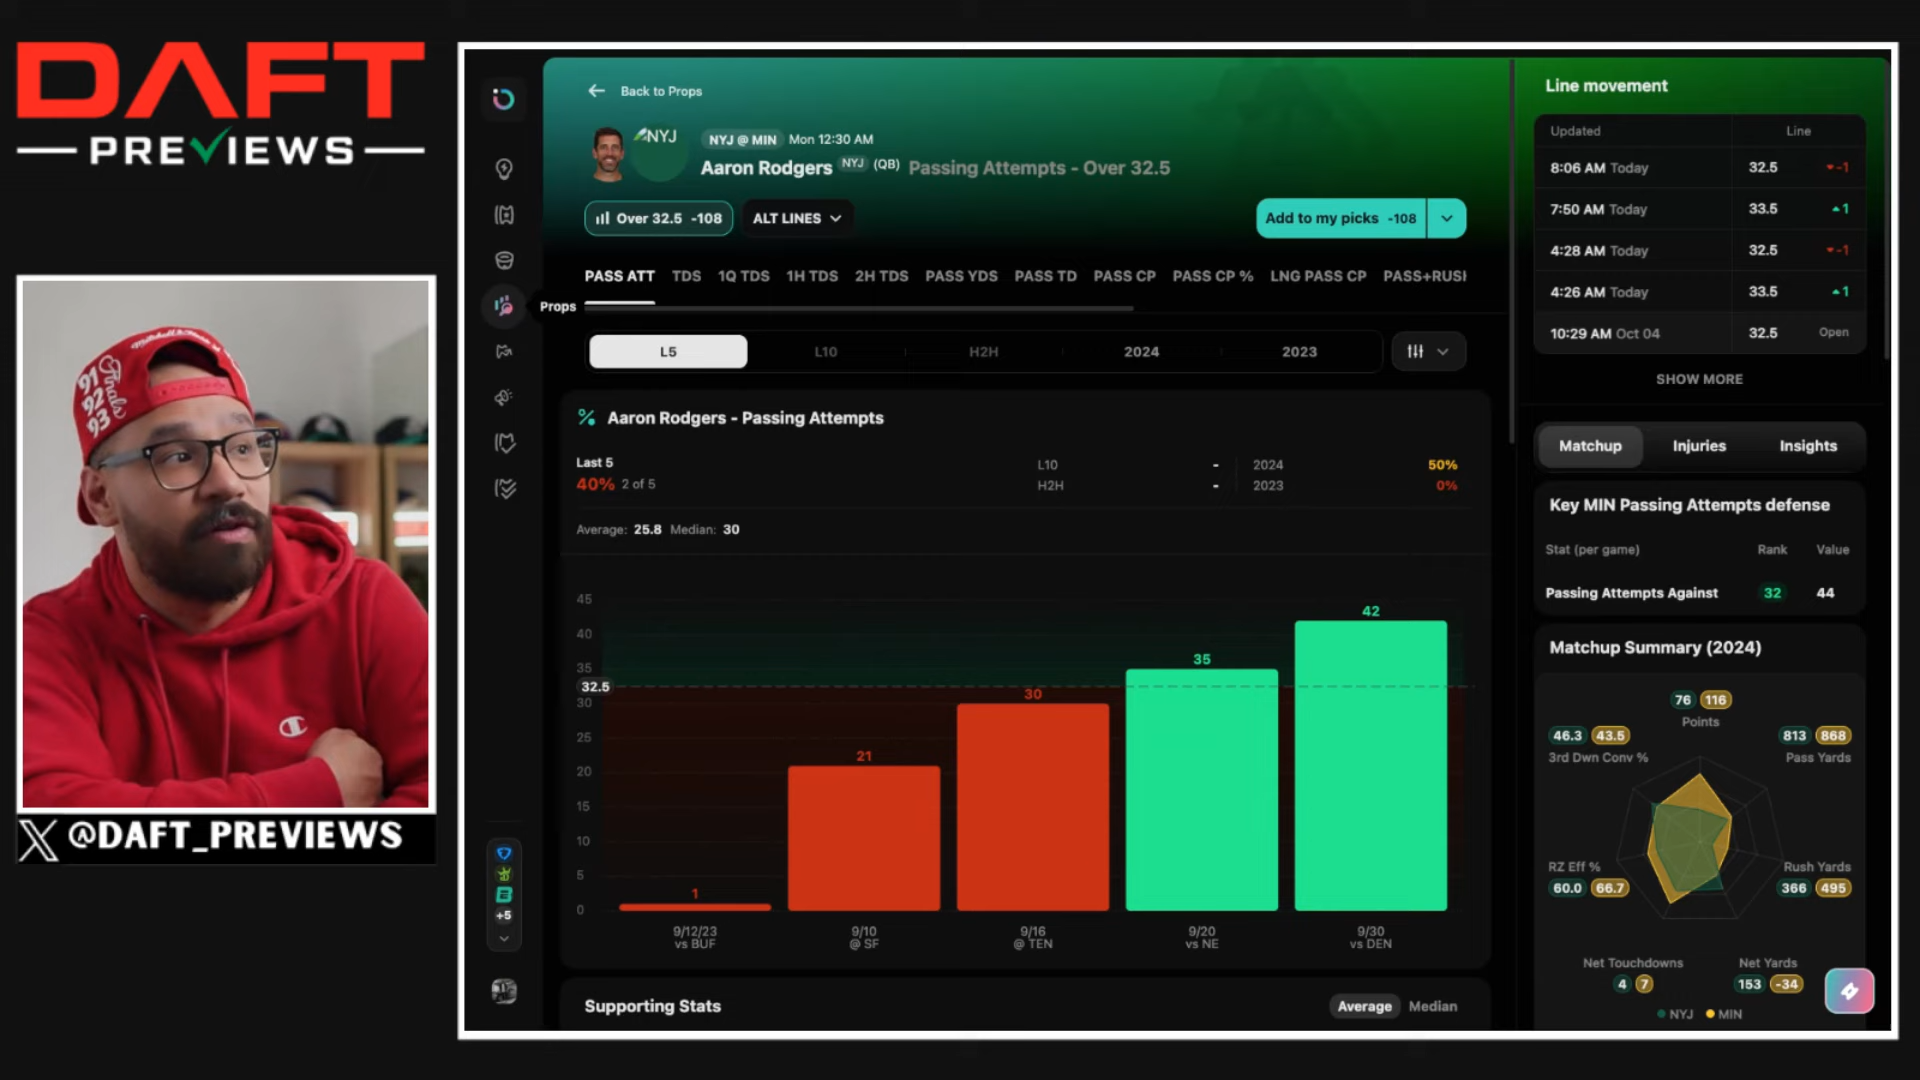 DAFT
PREVIEWS
91
92
93
Finals
@DAFT_PREVIEWS
Props
+5
Back to Props
NYJ
NYJ @ MIN Mon 12:30 AM
Aaron Rodgers NYJ (QB) Passing Attempts - Over 32.5
Over 32.5 -108
ALT LINES
Add to my picks -108
PASS ATT TDS 1Q TDS 1H TDS 2H TDS PASS YDS PASS TD PASS CP PASS CP % LNG PASS CP PASS+RUSH
L5 L10 H2H 2024 2023
Aaron Rodgers - Passing Attempts
Last 5
40% 2 of 5
L10 - 2024 50%
H2H - 2023 0%
Average: 25.8 Median: 30
45
40
35
32.5
30
25
20
15
10
5
0
1
21
30
35
42
9/12/23
vs BUF
9/10
@ SF
9/16
@ TEN
9/20
vs NE
9/30
vs DEN
Supporting Stats
Average Median
Line movement
Updated Line
8:06 AM Today 32.5 -1
7:50 AM Today 33.5 1
4:28 AM Today 32.5 -1
4:26 AM Today 33.5 1
10:29 AM Oct 04 32.5 Open
SHOW MORE
Matchup Injuries Insights
Key MIN Passing Attempts defense
Stat (per game) Rank Value
Passing Attempts Against 32 44
Matchup Summary (2024)
76 116
Points
46.3 43.5
3rd Dwn Conv %
813 868
Pass Yards
RZ Eff %
60.0 66.7
Rush Yards
366 495
Net Touchdowns
4 7
Net Yards
153 -34
NYJ MIN